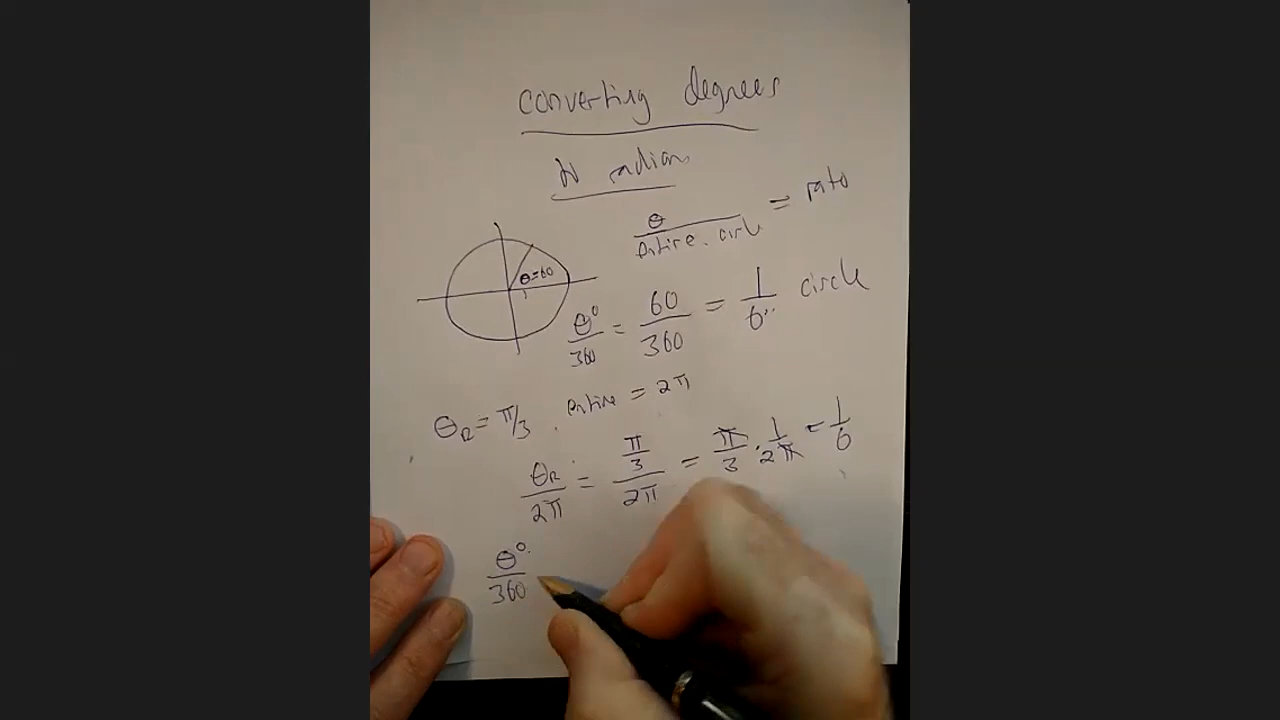 converting degrees
to radians
θ / entire circle = ratio
θ=60
θ° / 360 = 60 / 360 = 1 / 6 circle
θR = π/3 . entire = 2π
θR / 2π = (π / 3) / 2π = π / 3 · 1 / 2π = 1 / 6
θ° / 360